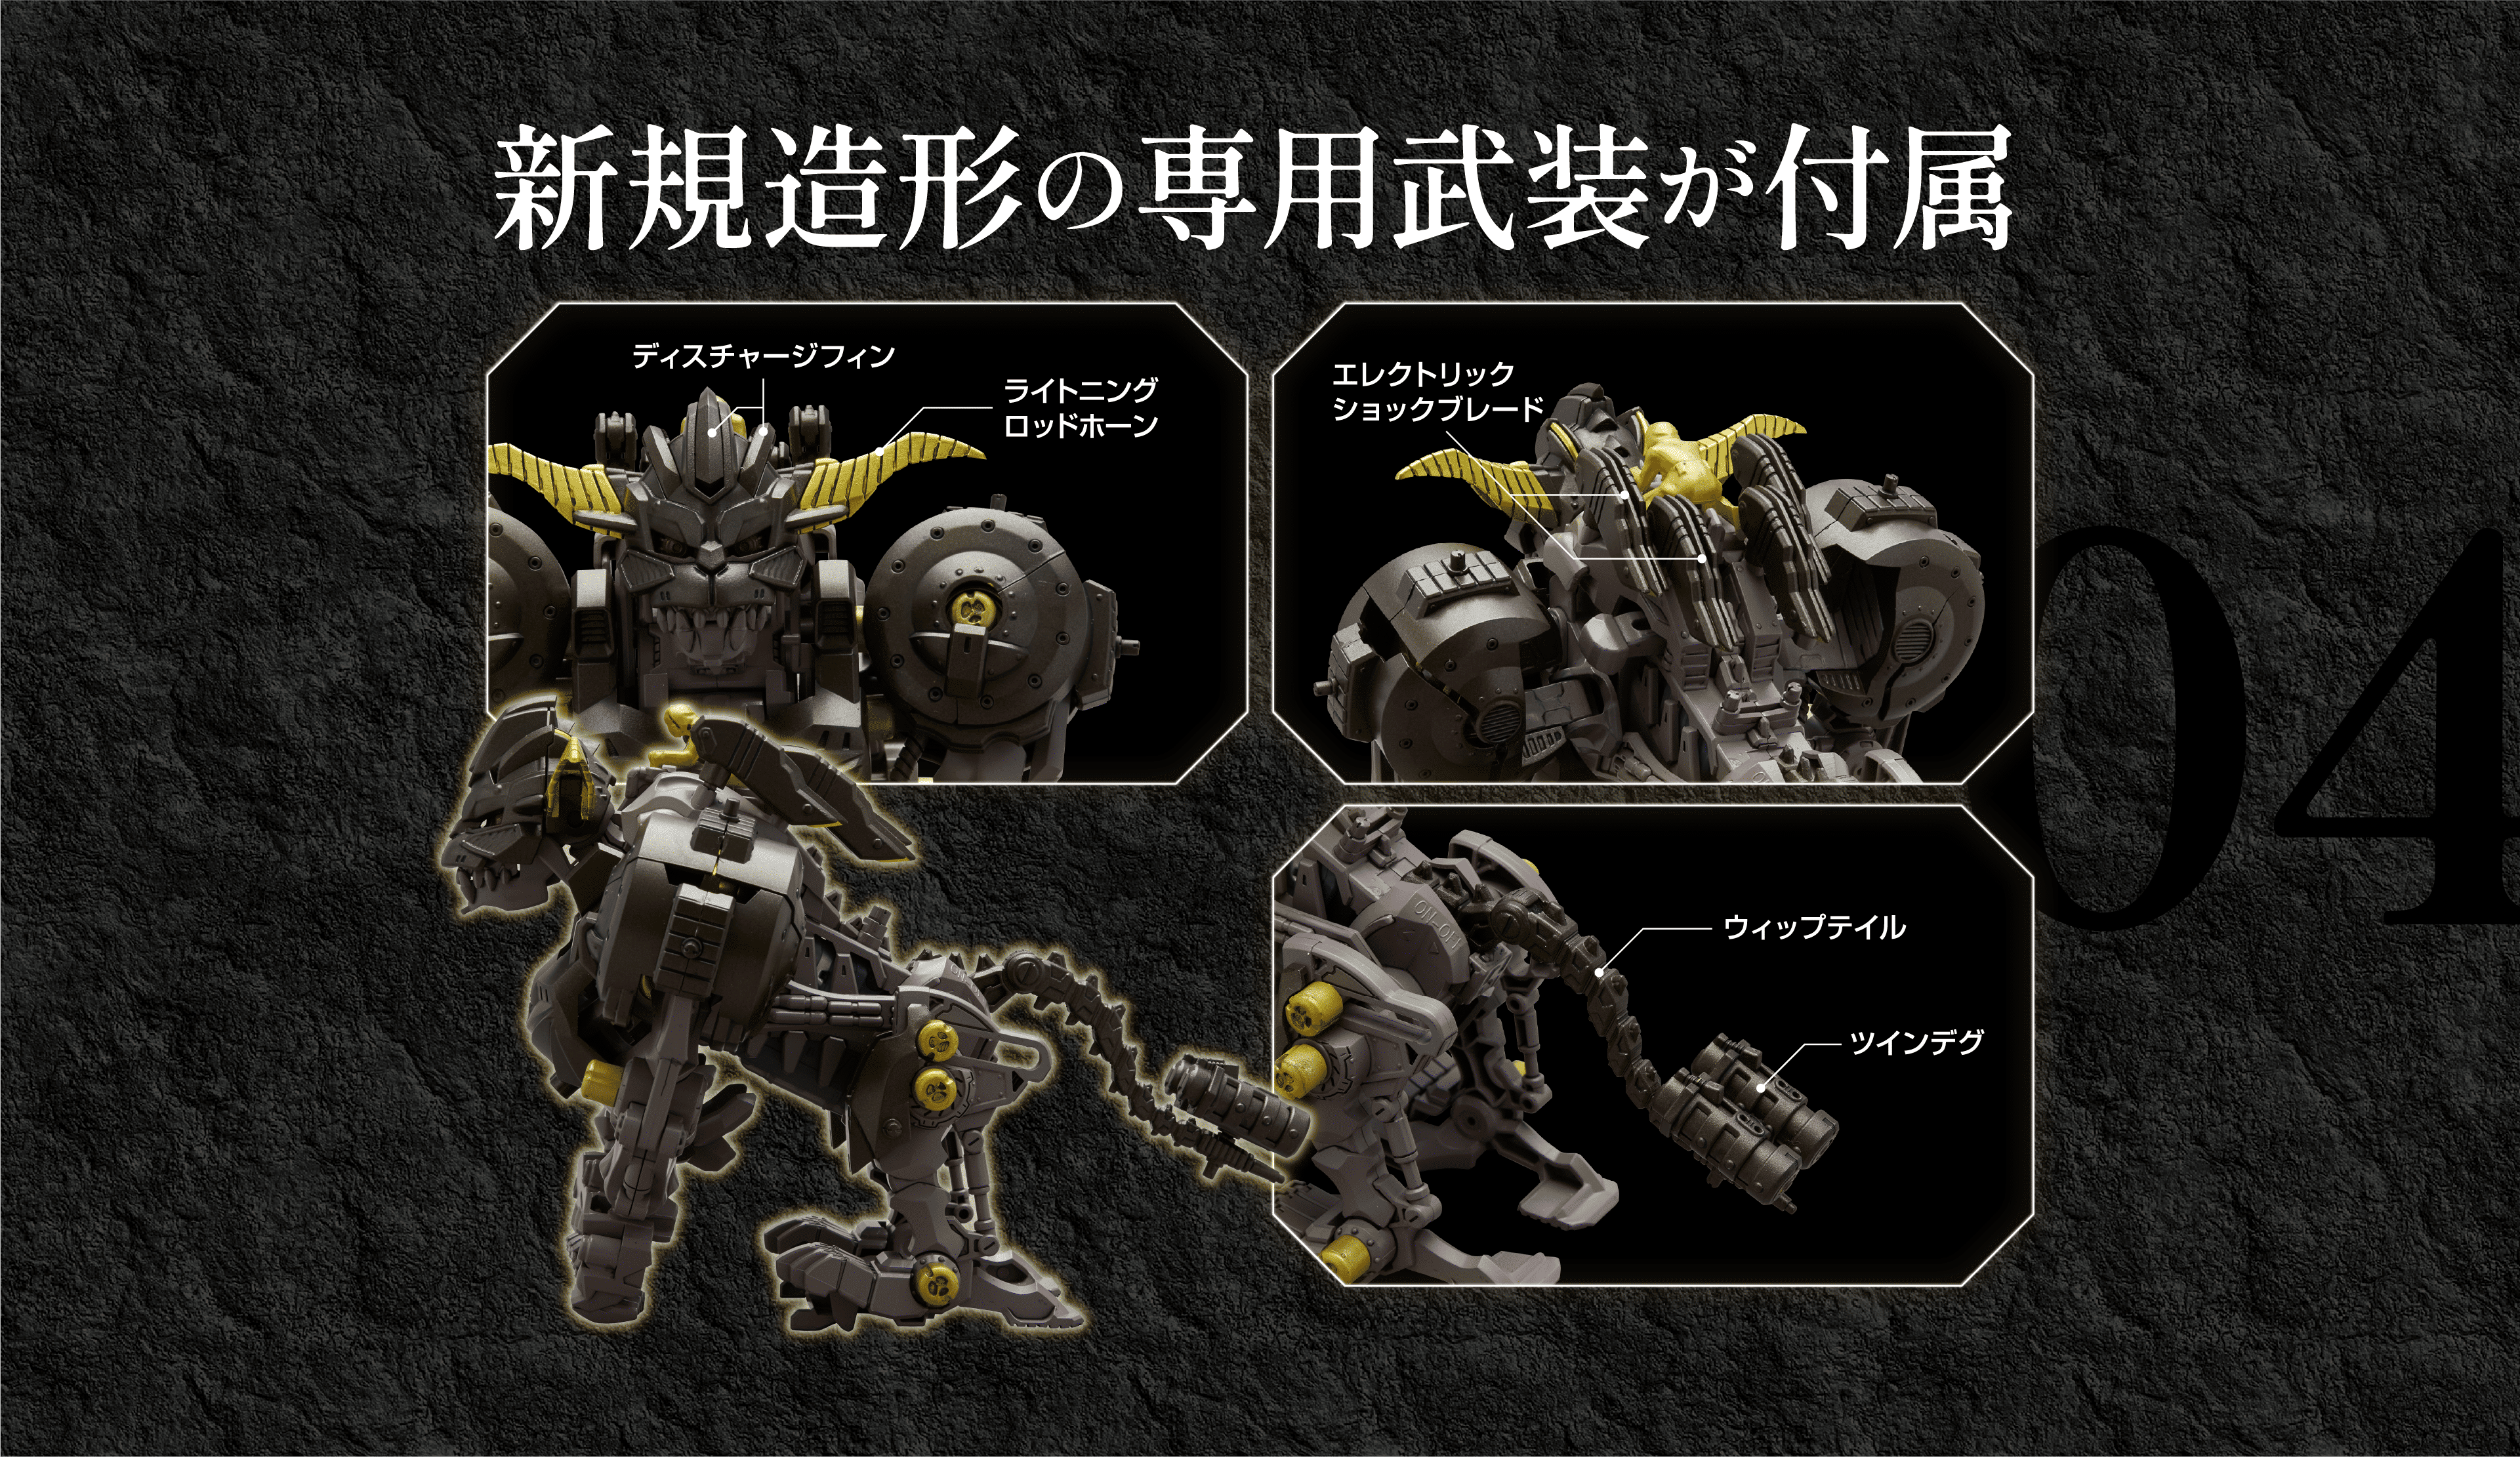 新規造形の専用武装が付属
ディスチャージフィン
ライトニング
ロッドホーン
エレクトリック
ショックブレード
04
ウィップテイル
ツインデグ
ON-OFF